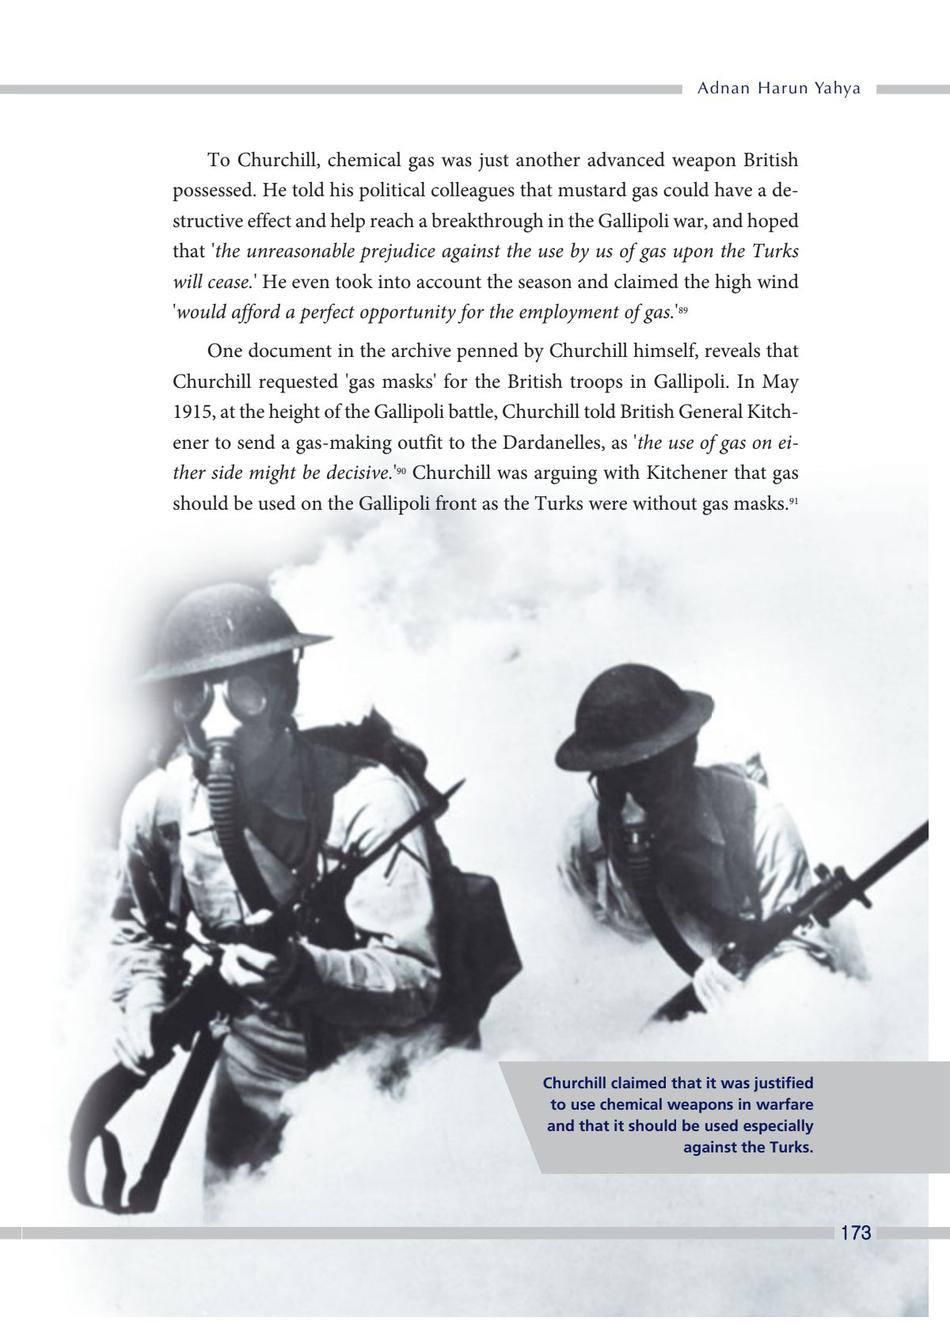 Adnan Harun Yahya
To Churchill, chemical gas was just another advanced weapon British
possessed. He told his political colleagues that mustard gas could have a de-
structive effect and help reach a breakthrough in the Gallipoli war, and hoped
that 'the unreasonable prejudice against the use by us of gas upon the Turks
will cease.' He even took into account the season and claimed the high wind
'would afford a perfect opportunity for the employment of gas.'89
One document in the archive penned by Churchill himself, reveals that
Churchill requested 'gas masks' for the British troops in Gallipoli. In May
1915, at the height of the Gallipoli battle, Churchill told British General Kitch-
ener to send a gas-making outfit to the Dardanelles, as 'the use of gas on ei-
ther side might be decisive.'90 Churchill was arguing with Kitchener that gas
should be used on the Gallipoli front as the Turks were without gas masks.91
Churchill claimed that it was justified
to use chemical weapons in warfare
and that it should be used especially
against the Turks.
173